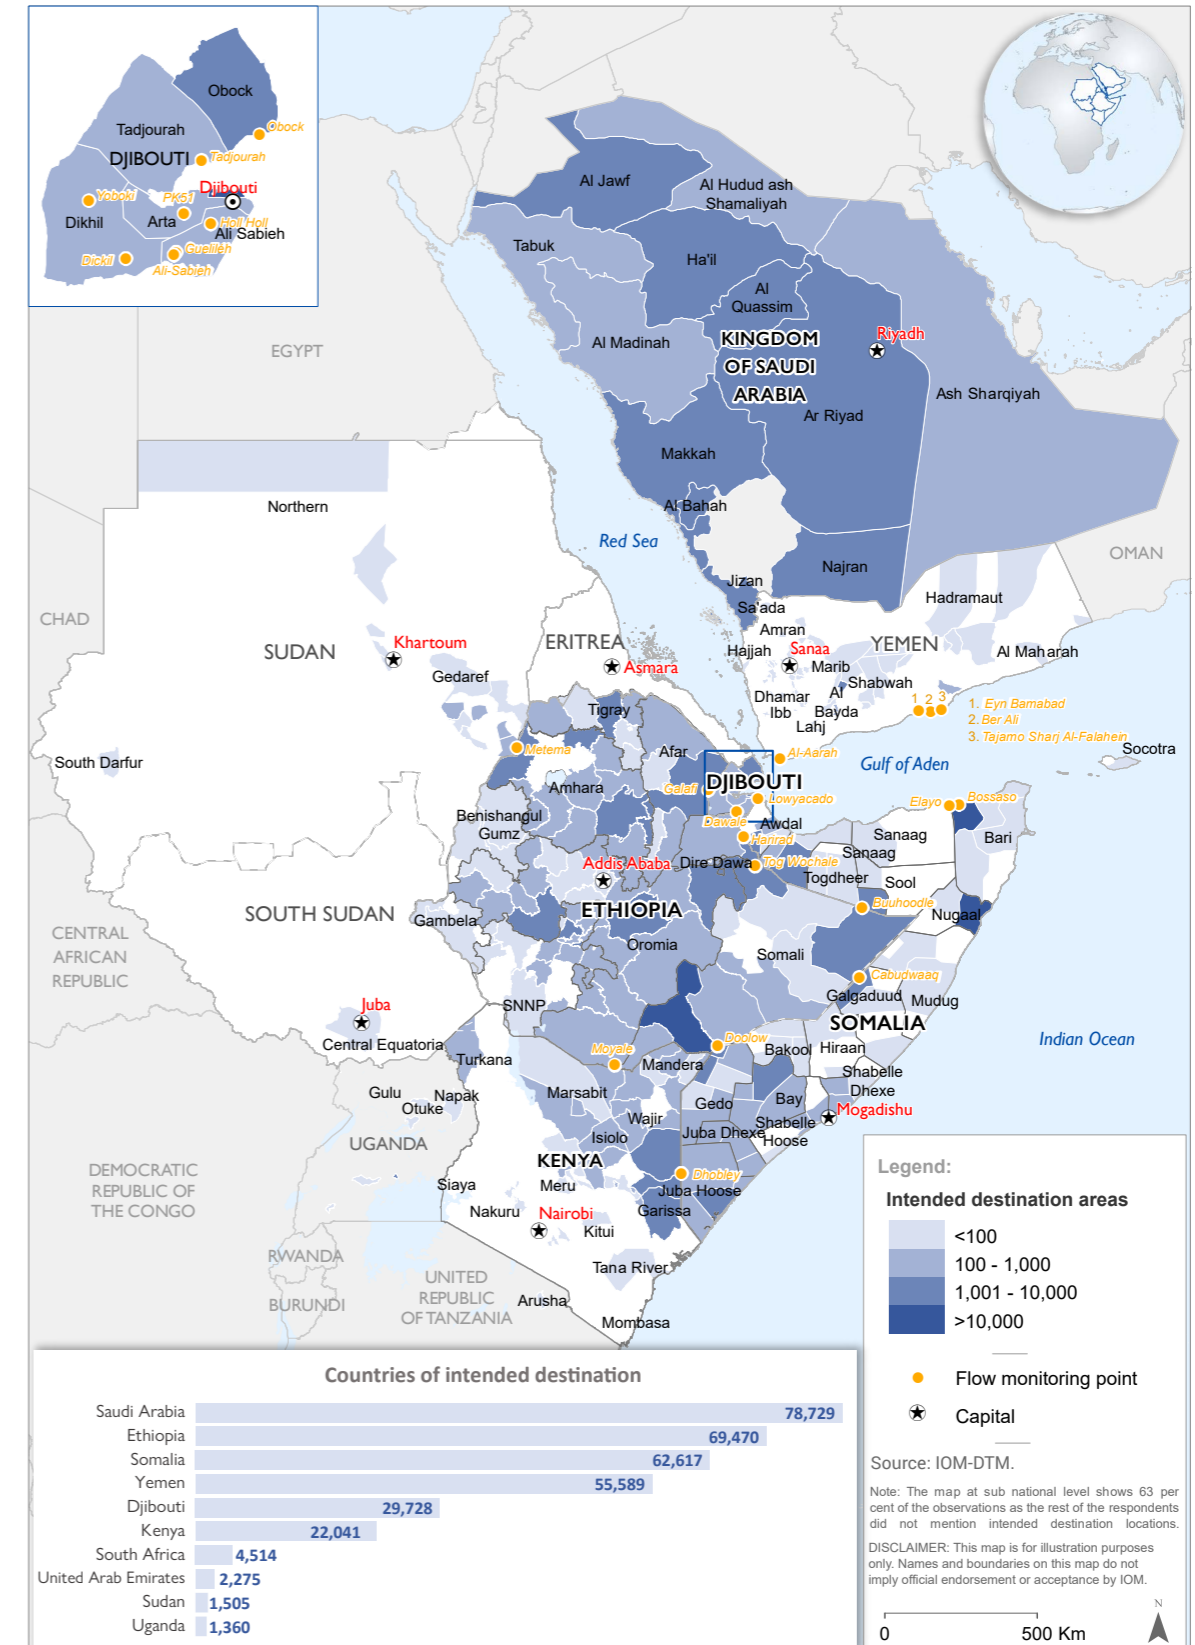 Obock
Obock
Tadjourah
DJIBOUTI
Tadjourah
Djibouti
Yoboki
PK51
Dikhil
Arta
Holl Holl
Ali Sabieh
Guelileh
Dickil
Ali-Sabieh
Al Jawf
Al Hudud ash
Shamaliyah
Tabuk
Ha'il
Al
Quassim
Riyadh
Al Madinah
KINGDOM
OF SAUDI
ARABIA
EGYPT
Ash Sharqiyah
Ar Riyad
Makkah
Al Bahah
Northern
Red Sea
OMAN
Najran
Jizan
Hadramaut
Sa'ada
CHAD
Amran
Khartoum
ERITREA
Hajjah
Sanaa
YEMEN
SUDAN
Al Maharah
Asmara
Marib
Gedaref
Shabwah
Dhamar
Al
1 2 3
Ibb
Bayda
Lahj
1. Eyn Bamabad
2. Ber Ali
3. Tajamo Sharj Al-Falahein
Tigray
Metema
Afar
Al-Aarah
Socotra
South Darfur
Gulf of Aden
DJIBOUTI
Galafi
Amhara
Lowyacado
Elayo
Bossaso
Benishangul
Gumz
Dawale
Awdal
Sanaag
Bari
Hanrad
Sanaag
Addis Ababa
Dire Dawa
Tog Wochale
Togdheer
Sool
SOUTH SUDAN
ETHIOPIA
Buuhoodle
Nugaal
Gambela
CENTRAL
AFRICAN
REPUBLIC
Oromia
Somali
Cabudwaaq
Galgaduud
Mudug
Juba
SNNP
SOMALIA
Central Equatoria
Moyale
Doolow
Indian Ocean
Turkana
Mandera
Bakool
Hiraan
Shabelle
Dhexe
Gulu
Napak
Otuke
Marsabit
Gedo
Bay
Mogadishu
Wajir
Shabelle
Hoose
Juba Dhexe
Isiolo
UGANDA
KENYA
DEMOCRATIC
REPUBLIC OF
THE CONGO
Dhobley
Siaya
Meru
Juba Hoose
Nakuru
Nairobi
Garissa
Kitui
RWANDA
Tana River
BURUNDI
UNITED
REPUBLIC
OF TANZANIA
Arusha
Mombasa
Legend:
Intended destination areas
<100
100 - 1,000
1,001 - 10,000
>10,000
Flow monitoring point
Capital
Source: IOM-DTM.
Note: The map at sub national level shows 63 per
cent of the observations as the rest of the respondents
did not mention intended destination locations.
DISCLAIMER: This map is for illustration purposes
only. Names and boundaries on this map do not
imply official endorsement or acceptance by IOM.
N
0 500 Km
Countries of intended destination
Saudi Arabia 78,729
Ethiopia 69,470
Somalia 62,617
Yemen 55,589
Djibouti 29,728
Kenya 22,041
South Africa 4,514
United Arab Emirates 2,275
Sudan 1,505
Uganda 1,360